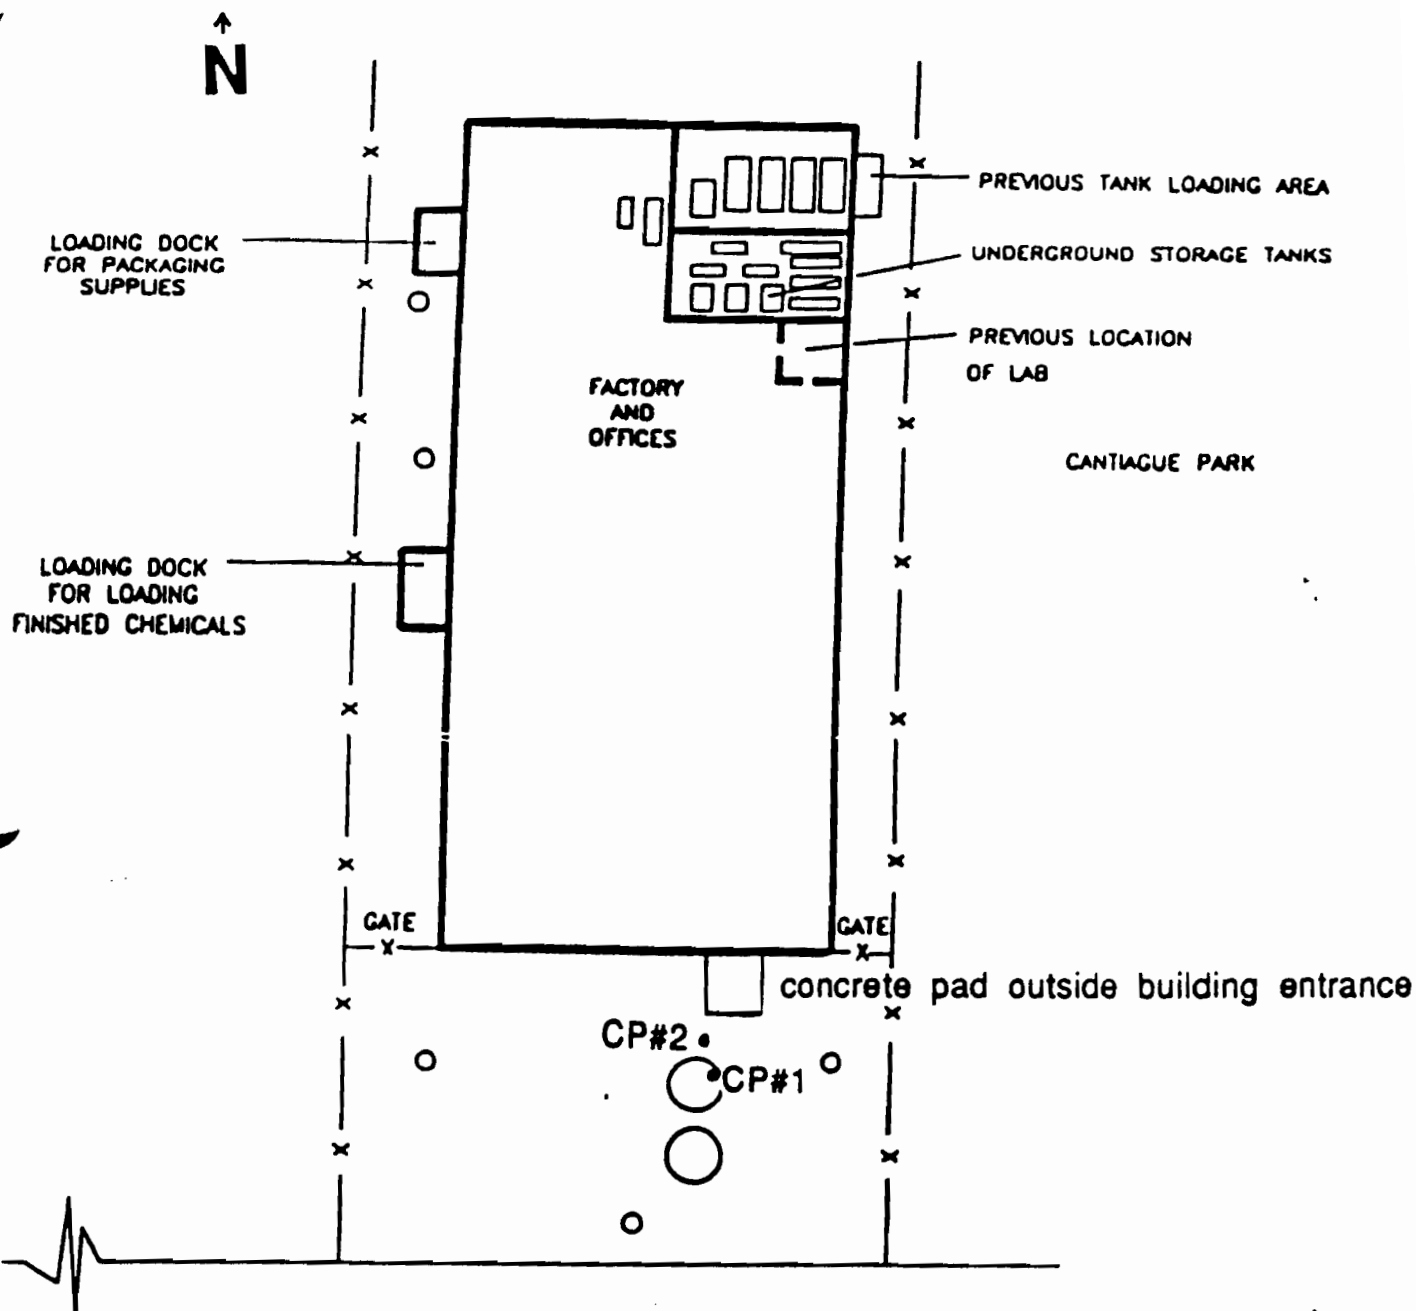 N
PREVIOUS TANK LOADING AREA
LOADING DOCK
FOR PACKAGING
SUPPLIES
UNDERGROUND STORAGE TANKS
PREVIOUS LOCATION
OF LAB
FACTORY
AND
OFFICES
CANTIAGUE PARK
LOADING DOCK
FOR LOADING
FINISHED CHEMICALS
GATE
GATE
concrete pad outside building entrance
CP#2
CP#1